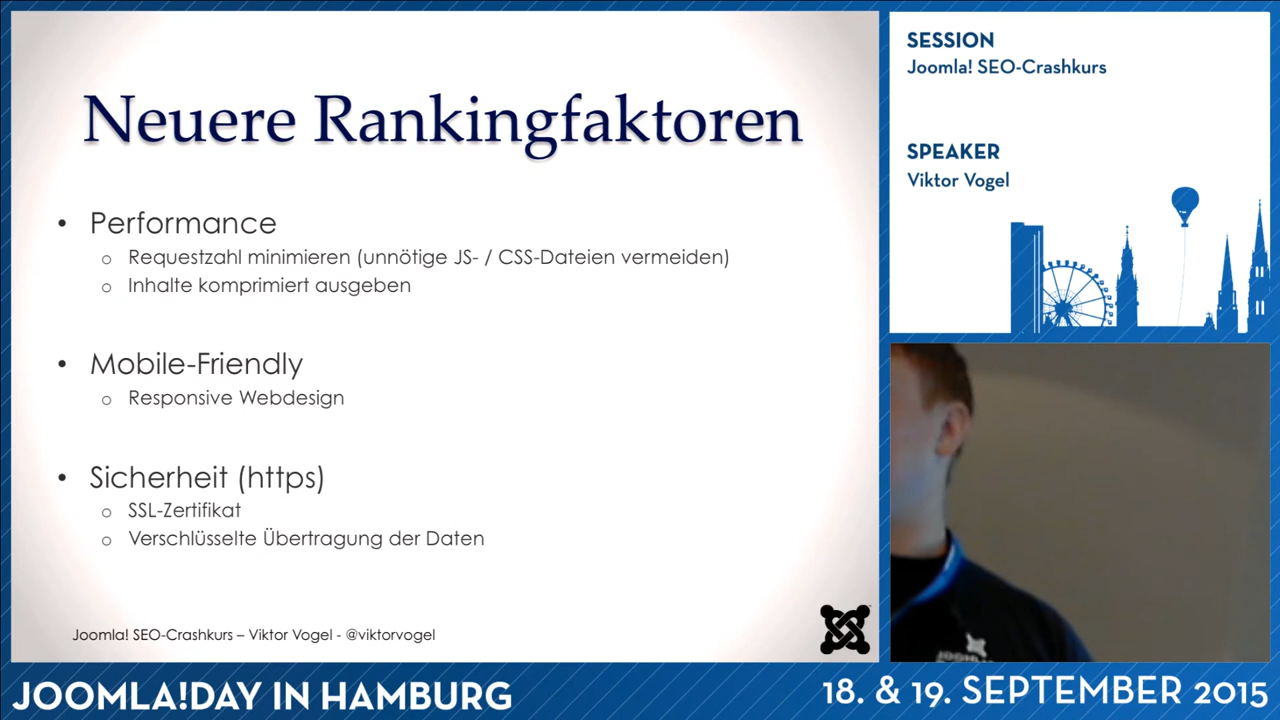 Neuere Rankingfaktoren
• Performance
o Requestzahl minimieren (unnötige JS- / CSS-Dateien vermeiden)
o Inhalte komprimiert ausgeben
• Mobile-Friendly
o Responsive Webdesign
• Sicherheit (https)
o SSL-Zertifikat
o Verschlüsselte Übertragung der Daten
Joomla! SEO-Crashkurs – Viktor Vogel - @viktorvogel
SESSION
Joomla! SEO-Crashkurs
SPEAKER
Viktor Vogel
JOOMLA!DAY IN HAMBURG
18. & 19. SEPTEMBER 2015